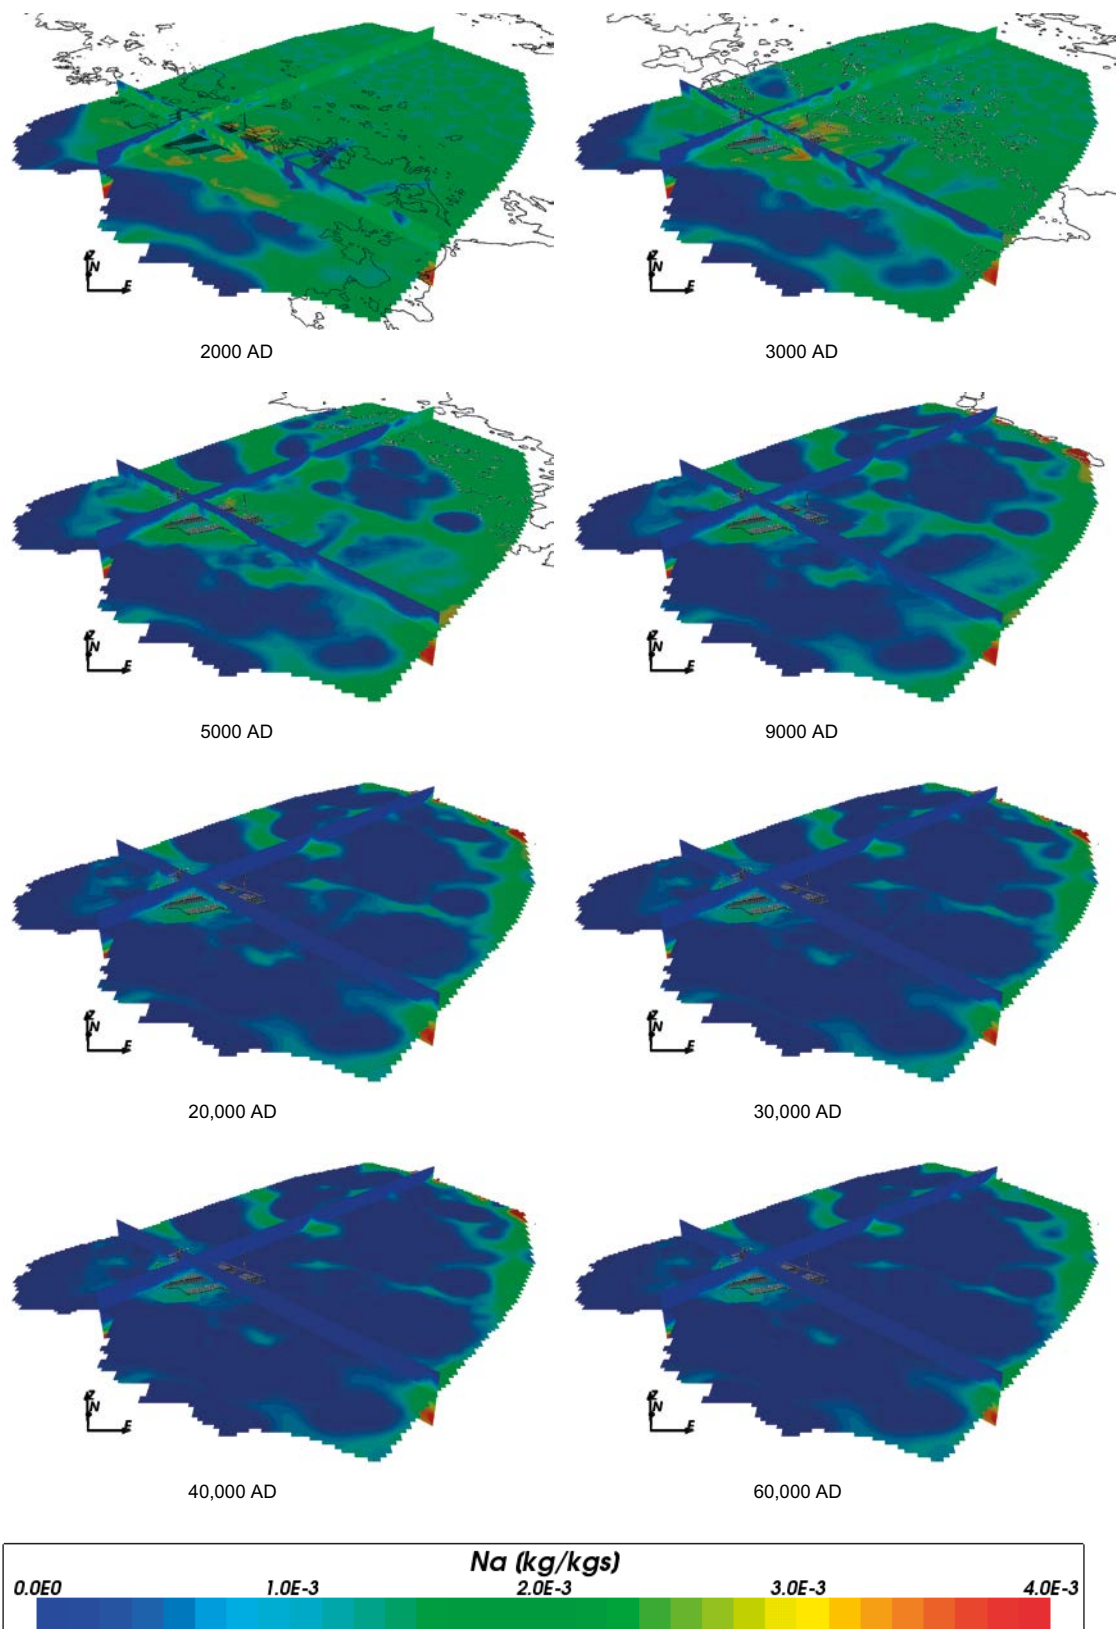 Z
N
E
Z
N
E
2000 AD
3000 AD
Z
N
E
Z
N
E
5000 AD
9000 AD
Z
N
E
Z
N
E
20,000 AD
30,000 AD
Z
N
E
Z
N
E
40,000 AD
60,000 AD
Na (kg/kgs)
0.0E0 1.0E-3 2.0E-3 3.0E-3 4.0E-3